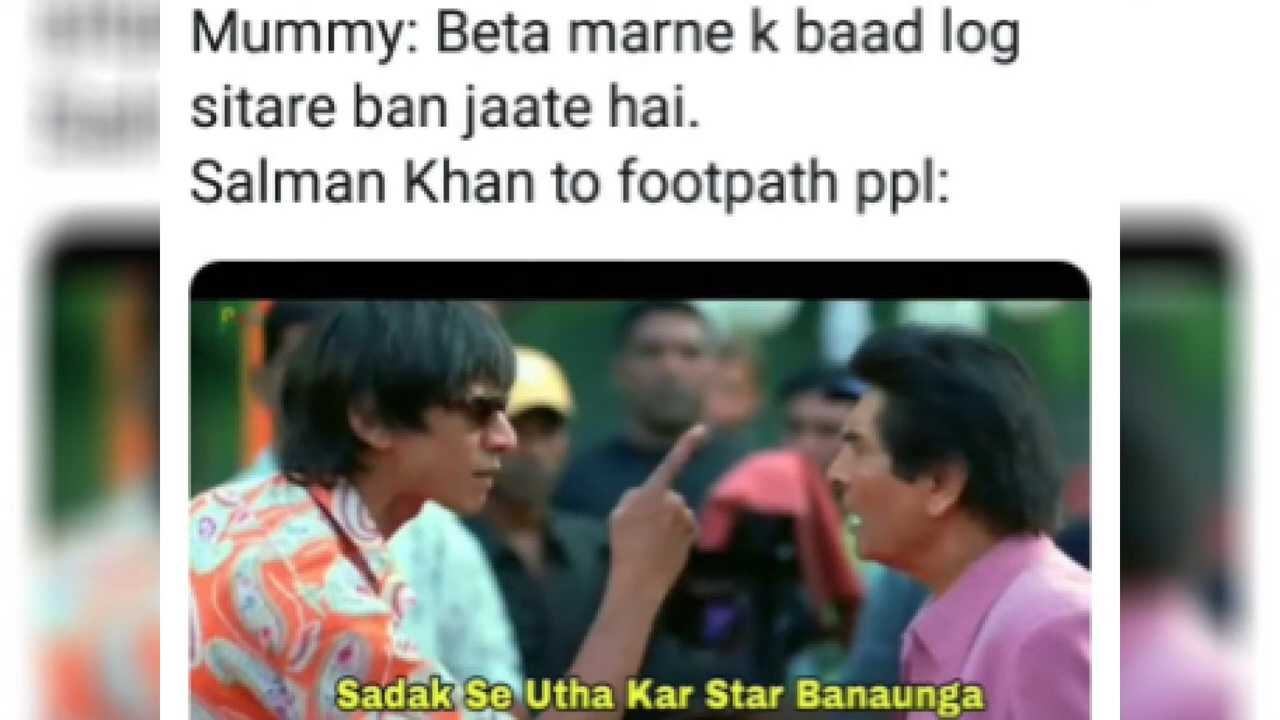 Mummy: Beta marne k baad log
sitare ban jaate hai.
Salman Khan to footpath ppl:
Sadak Se Utha Kar Star Banaunga